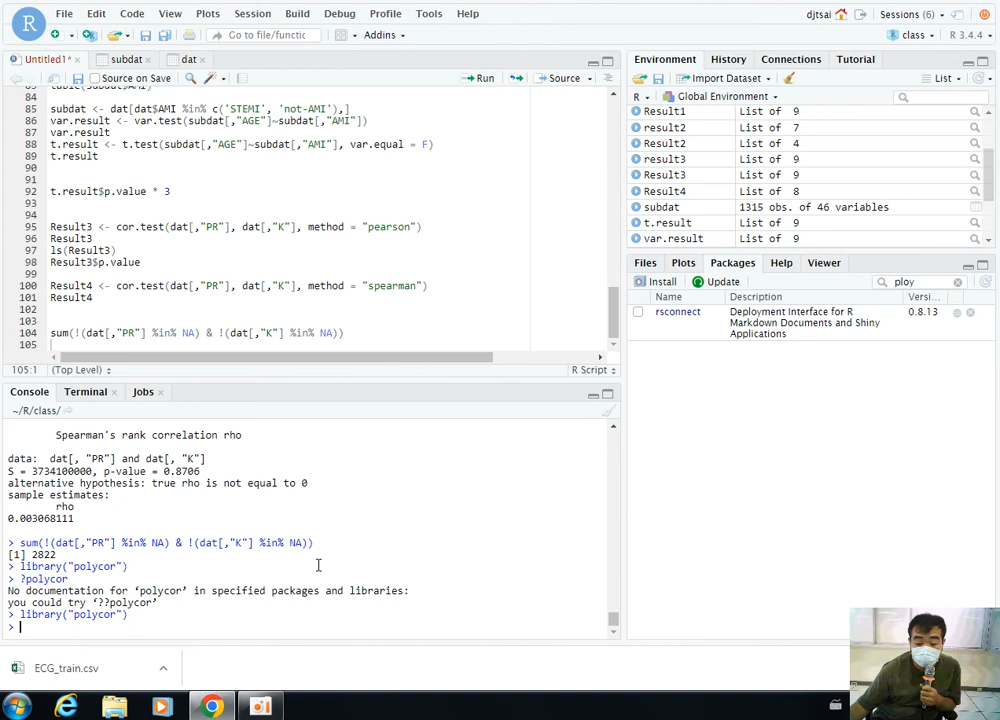 File Edit Code View Plots Session Build Debug Profile Tools Help
djtsai Sessions (6)
Go to file/functic Addins
class R 3.4.4
Untitled1* subdat dat
Source on Save Run Source
84
85 subdat <- dat[dat$AMI %in% c('STEMI', 'not-AMI'),]
86 var.result <- var.test(subdat[,"AGE"]~subdat[,"AMI"])
87 var.result
88 t.result <- t.test(subdat[,"AGE"]~subdat[,"AMI"], var.equal = F)
89 t.result
90
91
92 t.result$p.value * 3
93
94
95 Result3 <- cor.test(dat[,"PR"], dat[,"K"], method = "pearson")
96 Result3
97 ls(Result3)
98 Result3$p.value
99
100 Result4 <- cor.test(dat[,"PR"], dat[,"K"], method = "spearman")
101 Result4
102
103
104 sum(!(dat[,"PR"] %in% NA) & !(dat[,"K"] %in% NA))
105
105:1 (Top Level) R Script
Console Terminal Jobs
~/R/class/
Spearman's rank correlation rho
data: dat[, "PR"] and dat[, "K"]
S = 3734100000, p-value = 0.8706
alternative hypothesis: true rho is not equal to 0
sample estimates:
rho
0.003068111
> sum(!(dat[,"PR"] %in% NA) & !(dat[,"K"] %in% NA))
[1] 2822
> library("polycor")
> ?polycor
No documentation for ‘polycor’ in specified packages and libraries:
you could try ‘??polycor’
> library("polycor")
>
Environment History Connections Tutorial
Import Dataset List
R Global Environment
Result1 List of 9
result2 List of 7
Result2 List of 4
result3 List of 9
Result3 List of 9
Result4 List of 8
subdat 1315 obs. of 46 variables
t.result List of 9
var.result List of 9
Files Plots Packages Help Viewer
Install Update ploy
Name Description Versi...
rsconnect Deployment Interface for R 0.8.13
Markdown Documents and Shiny
Applications
ECG_train.csv